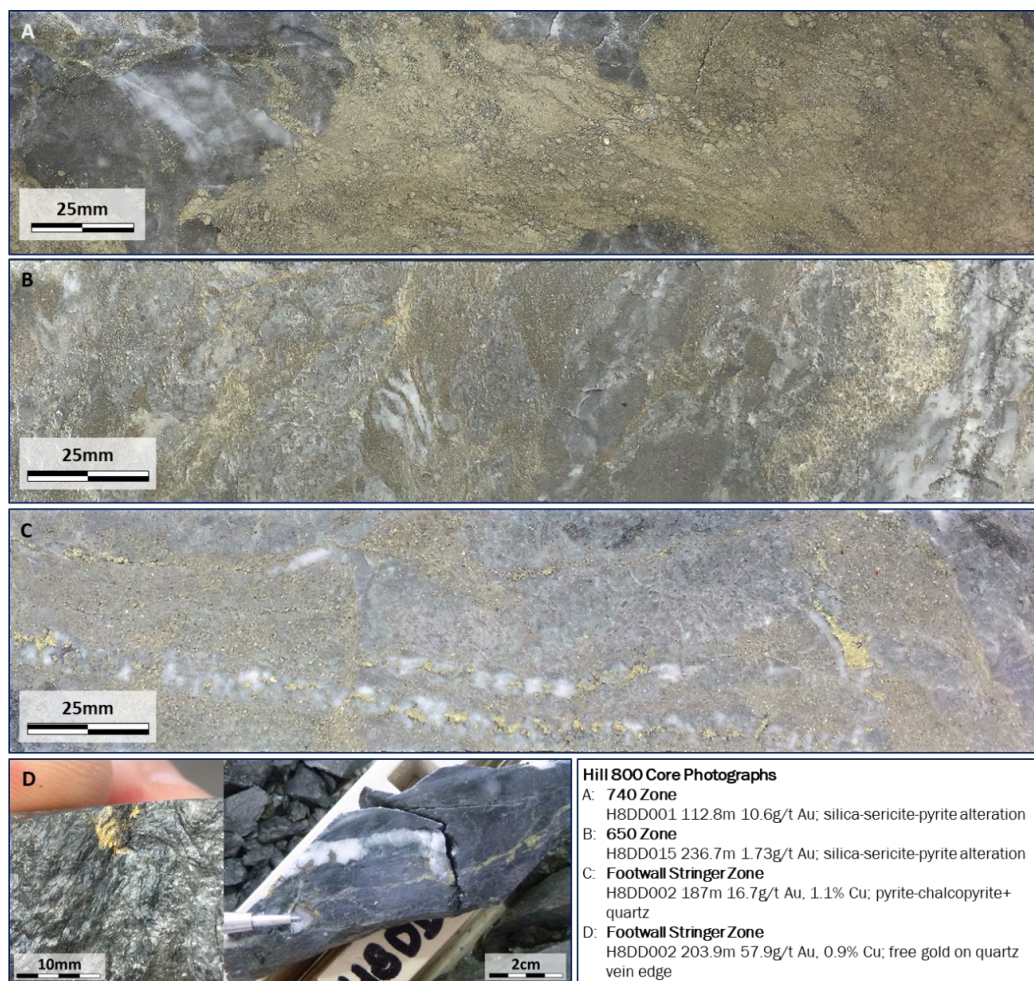 A
25mm
B
25mm
C
25mm
D
10mm
H8DD
2cm
Hill 800 Core Photographs
A: 740 Zone
H8DD001 112.8m 10.6g/t Au; silica-sericite-pyrite alteration
B: 650 Zone
H8DD015 236.7m 1.73g/t Au; silica-sericite-pyrite alteration
C: Footwall Stringer Zone
H8DD002 187m 16.7g/t Au, 1.1% Cu; pyrite-chalcopyrite+
quartz
D: Footwall Stringer Zone
H8DD002 203.9m 57.9g/t Au, 0.9% Cu; free gold on quartz
vein edge